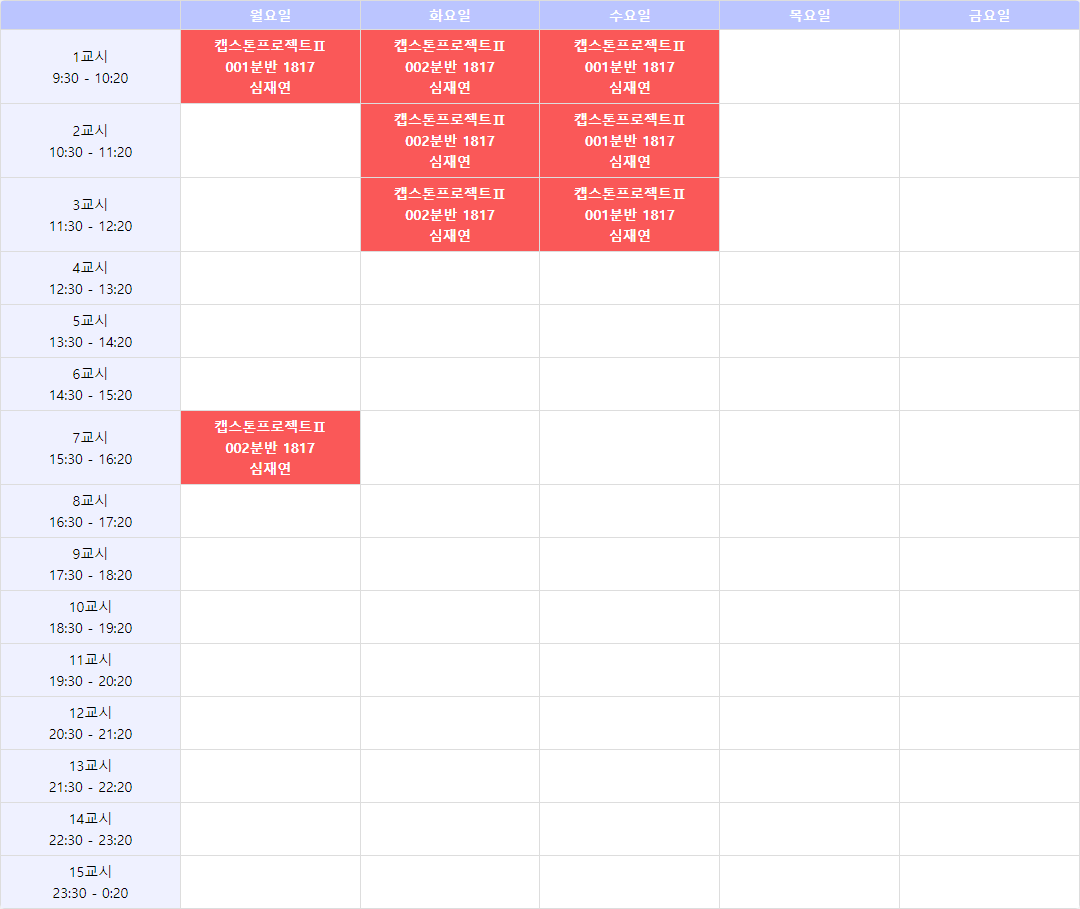 월요일
화요일
수요일
목요일
금요일
1교시
9:30 - 10:20
캡스톤프로젝트Ⅱ
001분반 1817
심재연
캡스톤프로젝트Ⅱ
002분반 1817
심재연
캡스톤프로젝트Ⅱ
001분반 1817
심재연
2교시
10:30 - 11:20
캡스톤프로젝트Ⅱ
002분반 1817
심재연
캡스톤프로젝트Ⅱ
001분반 1817
심재연
3교시
11:30 - 12:20
캡스톤프로젝트Ⅱ
002분반 1817
심재연
캡스톤프로젝트Ⅱ
001분반 1817
심재연
4교시
12:30 - 13:20
5교시
13:30 - 14:20
6교시
14:30 - 15:20
7교시
15:30 - 16:20
캡스톤프로젝트Ⅱ
002분반 1817
심재연
8교시
16:30 - 17:20
9교시
17:30 - 18:20
10교시
18:30 - 19:20
11교시
19:30 - 20:20
12교시
20:30 - 21:20
13교시
21:30 - 22:20
14교시
22:30 - 23:20
15교시
23:30 - 0:20